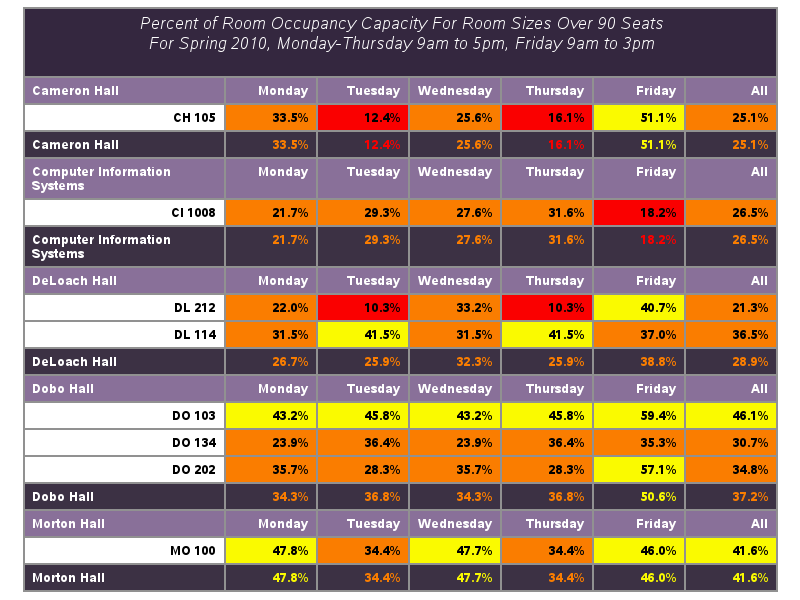 Percent of Room Occupancy Capacity For Room Sizes Over 90 Seats
For Spring 2010, Monday-Thursday 9am to 5pm, Friday 9am to 3pm
Cameron Hall Monday Tuesday Wednesday Thursday Friday All
CH 105 33.5% 12.4% 25.6% 16.1% 51.1% 25.1%
Cameron Hall 33.5% 12.4% 25.6% 16.1% 51.1% 25.1%
Computer Information Monday Tuesday Wednesday Thursday Friday All
Systems
CI 1008 21.7% 29.3% 27.6% 31.6% 18.2% 26.5%
Computer Information 21.7% 29.3% 27.6% 31.6% 18.2% 26.5%
Systems
DeLoach Hall Monday Tuesday Wednesday Thursday Friday All
DL 212 22.0% 10.3% 33.2% 10.3% 40.7% 21.3%
DL 114 31.5% 41.5% 31.5% 41.5% 37.0% 36.5%
DeLoach Hall 26.7% 25.9% 32.3% 25.9% 38.8% 28.9%
Dobo Hall Monday Tuesday Wednesday Thursday Friday All
DO 103 43.2% 45.8% 43.2% 45.8% 59.4% 46.1%
DO 134 23.9% 36.4% 23.9% 36.4% 35.3% 30.7%
DO 202 35.7% 28.3% 35.7% 28.3% 57.1% 34.8%
Dobo Hall 34.3% 36.8% 34.3% 36.8% 50.6% 37.2%
Morton Hall Monday Tuesday Wednesday Thursday Friday All
MO 100 47.8% 34.4% 47.7% 34.4% 46.0% 41.6%
Morton Hall 47.8% 34.4% 47.7% 34.4% 46.0% 41.6%